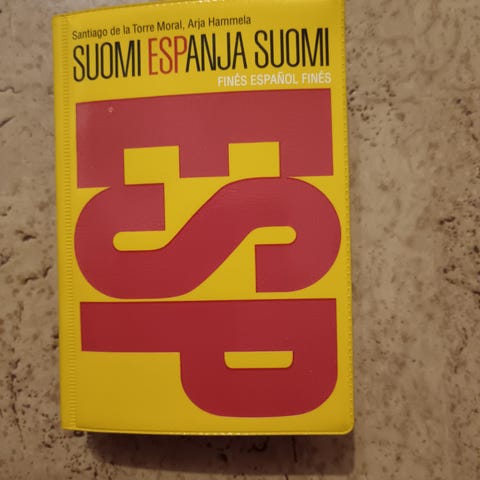 Santiago de la Torre Moral, Arja Hammela
SUOMI ESPANJA SUOMI
FINÉS ESPAÑOL FINÉS
ESP